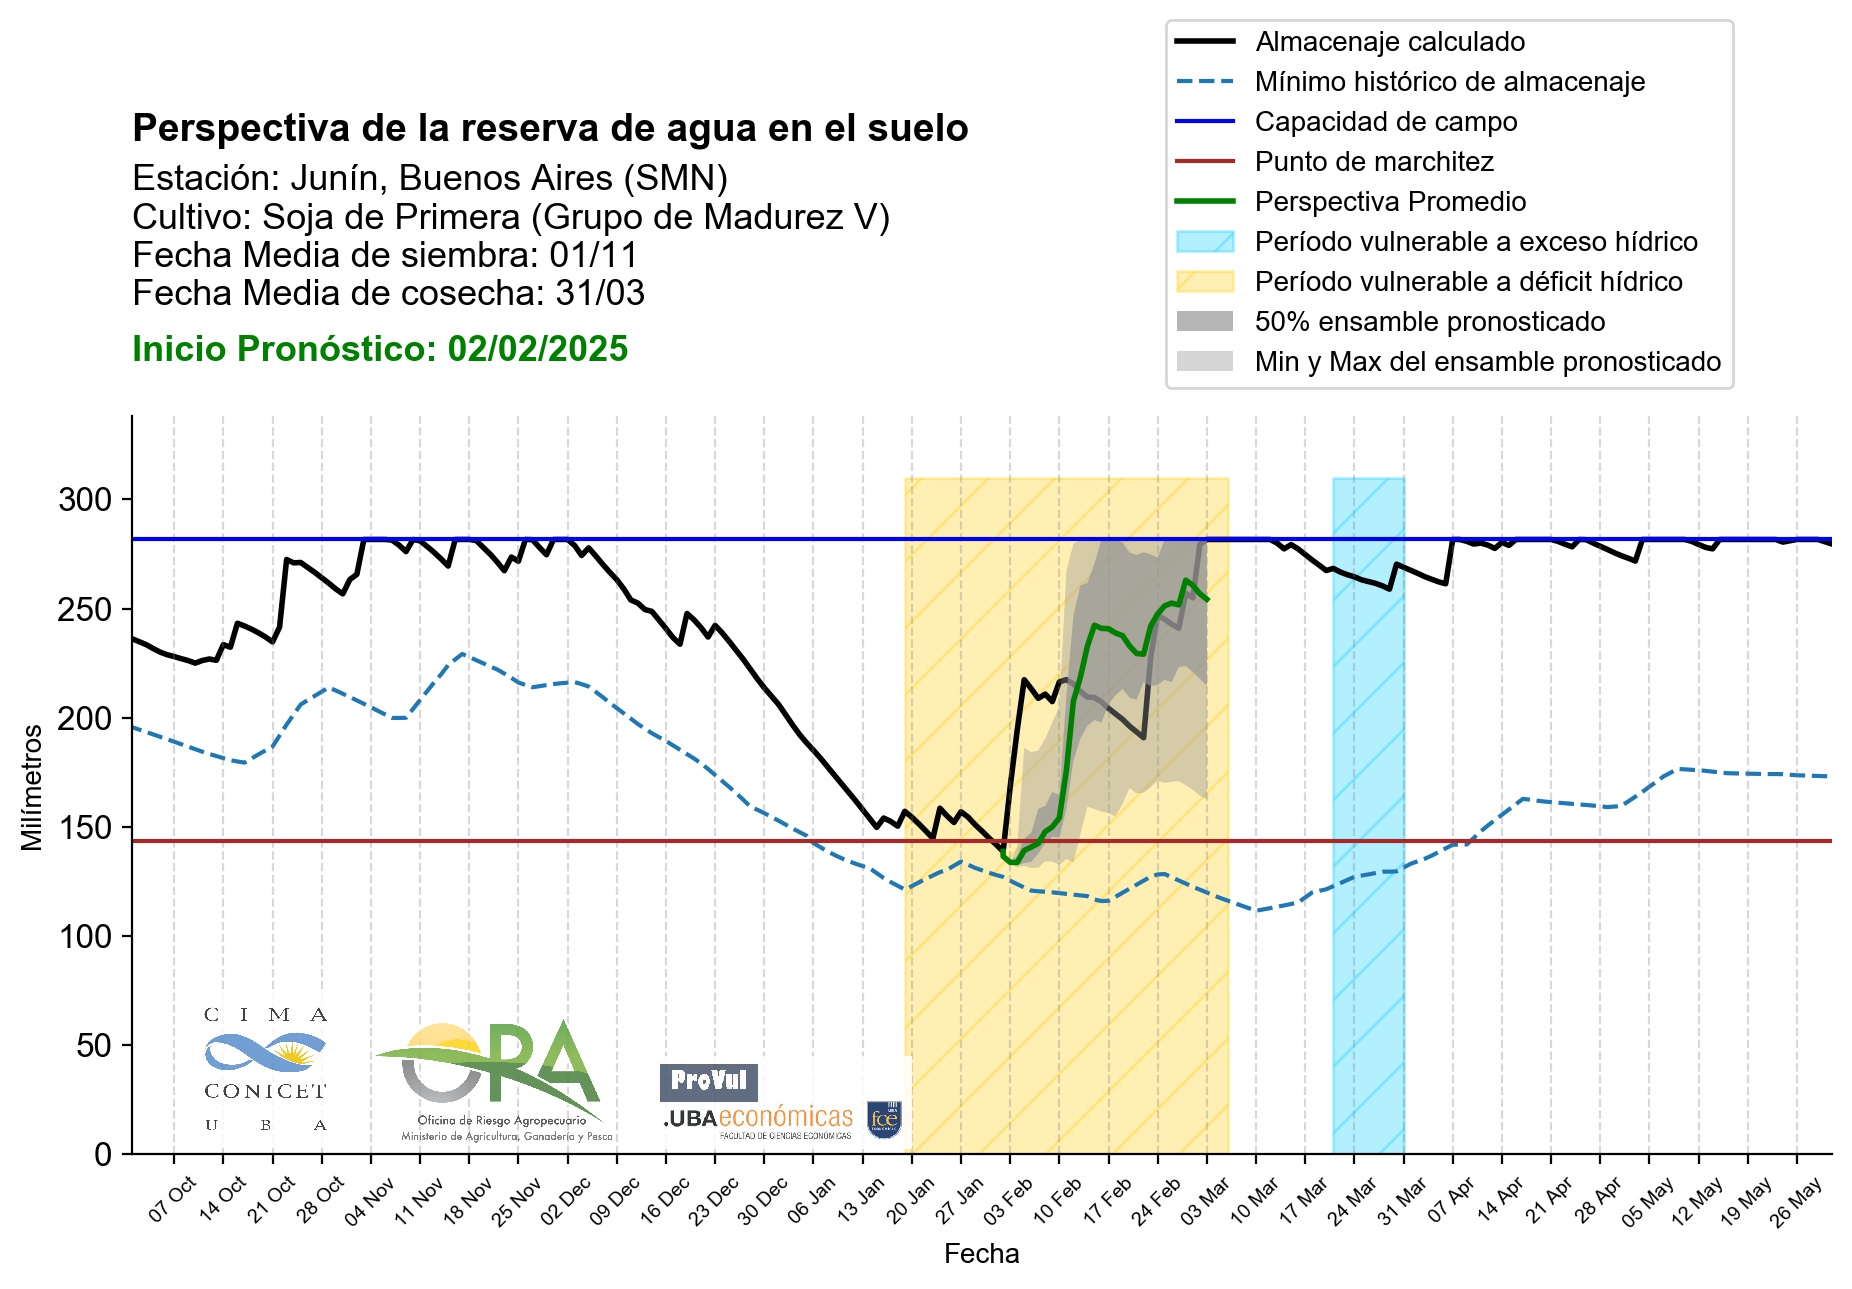 Almacenaje calculado
Mínimo histórico de almacenaje
Capacidad de campo
Punto de marchitez
Perspectiva Promedio
Período vulnerable a exceso hídrico
Período vulnerable a déficit hídrico
50% ensamble pronosticado
Min y Max del ensamble pronosticado
Perspectiva de la reserva de agua en el suelo
Estación: Junín, Buenos Aires (SMN)
Cultivo: Soja de Primera (Grupo de Madurez V)
Fecha Media de siembra: 01/11
Fecha Media de cosecha: 31/03
Inicio Pronóstico: 02/02/2025
Milímetros
300
250
200
150
100
50
0
C I M A
CONICET
U B A
ORA
Oficina de Riesgo Agropecuario
Ministerio de Agricultura, Ganadería y Pesca
ProVul
.UBAeconómicas
FACULTAD DE CIENCIAS ECONÓMICAS
fce
07 Oct 14 Oct 21 Oct 28 Oct 04 Nov 11 Nov 18 Nov 25 Nov 02 Dec 09 Dec 16 Dec 23 Dec 30 Dec 06 Jan 13 Jan 20 Jan 27 Jan 03 Feb 10 Feb 17 Feb 24 Feb 03 Mar 10 Mar 17 Mar 24 Mar 31 Mar 07 Apr 14 Apr 21 Apr 28 Apr 05 May 12 May 19 May 26 May
Fecha